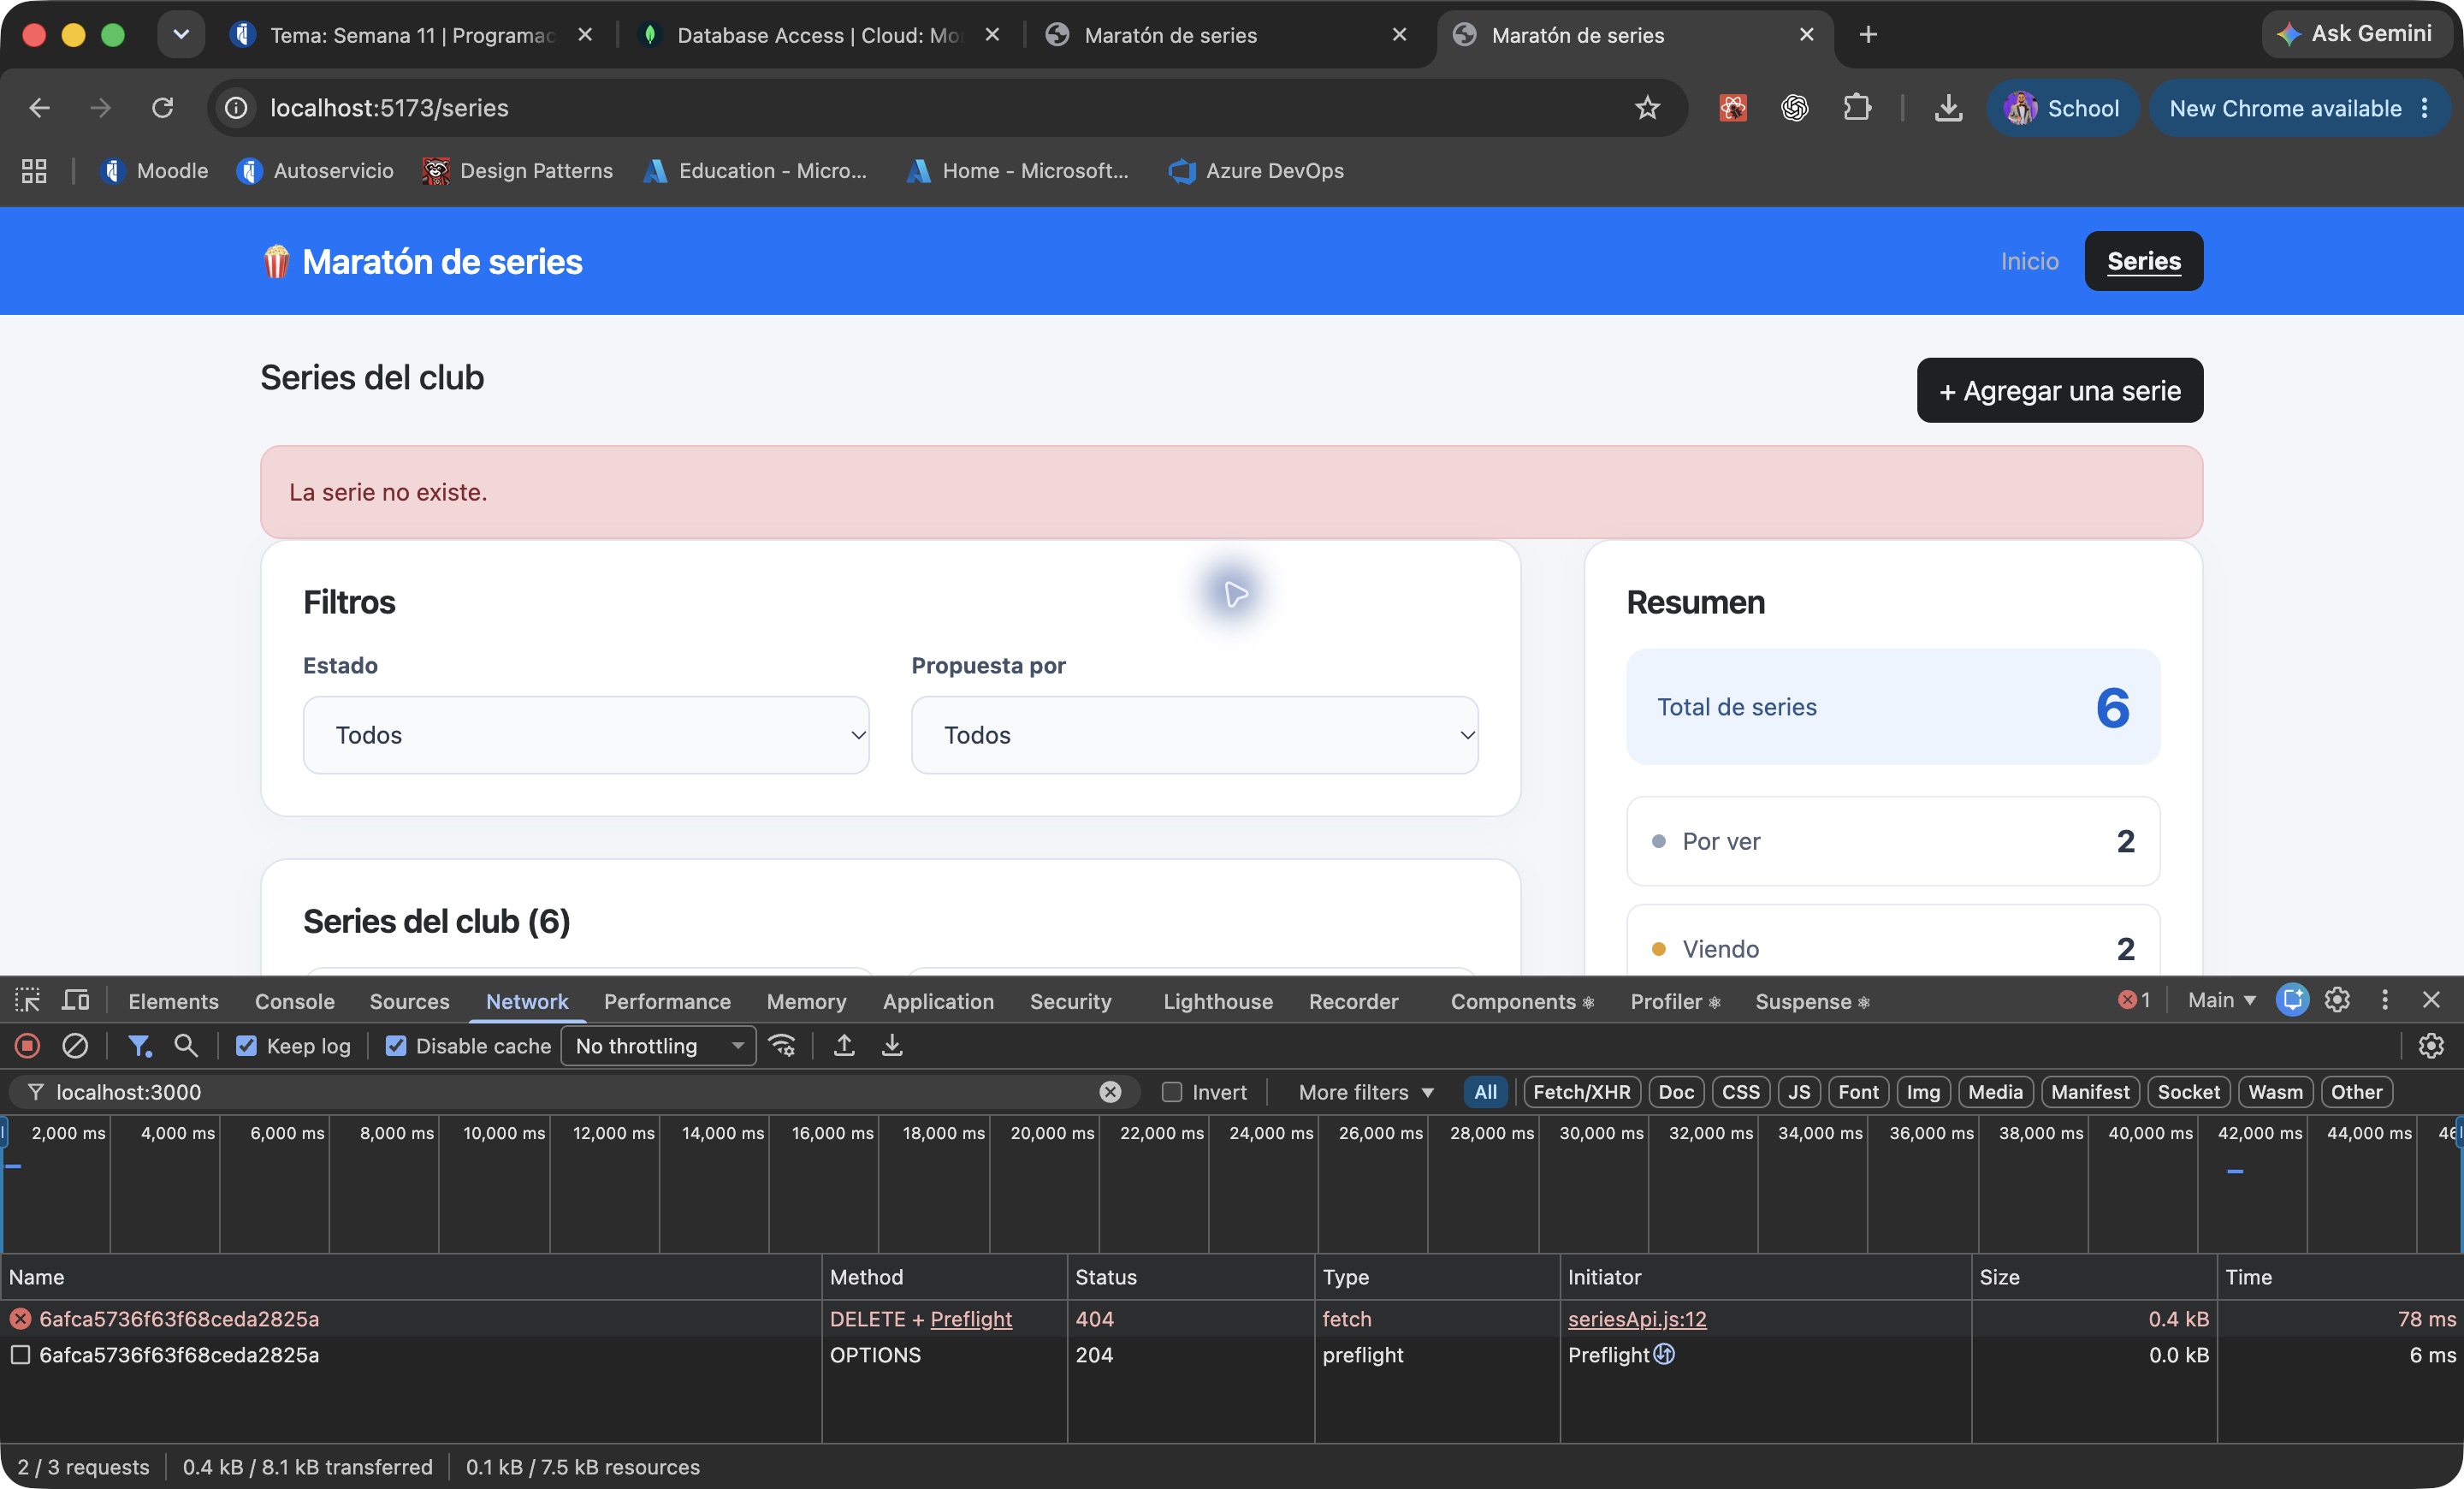 Tema: Semana 11 | Programac
Database Access | Cloud: Mo
Maratón de series
Maratón de series
Ask Gemini
localhost:5173/series
School
New Chrome available
Moodle
Autoservicio
Design Patterns
Education - Micro...
Home - Microsoft...
Azure DevOps
Maratón de series
Inicio
Series
Series del club
+ Agregar una serie
La serie no existe.
Filtros
Estado
Propuesta por
Todos
Todos
Resumen
Total de series
6
Por ver
2
Viendo
2
Series del club (6)
Elements
Console
Sources
Network
Performance
Memory
Application
Security
Lighthouse
Recorder
Components
Profiler
Suspense
1
Main
Keep log
Disable cache
No throttling
localhost:3000
Invert
More filters
All
Fetch/XHR
Doc
CSS
JS
Font
Img
Media
Manifest
Socket
Wasm
Other
2,000 ms
4,000 ms
6,000 ms
8,000 ms
10,000 ms
12,000 ms
14,000 ms
16,000 ms
18,000 ms
20,000 ms
22,000 ms
24,000 ms
26,000 ms
28,000 ms
30,000 ms
32,000 ms
34,000 ms
36,000 ms
38,000 ms
40,000 ms
42,000 ms
44,000 ms
Name Method Status Type Initiator Size Time
6afca5736f63f68ceda2825a DELETE + Preflight 404 fetch seriesApi.js:12 0.4 kB 78 ms
6afca5736f63f68ceda2825a OPTIONS 204 preflight Preflight 0.0 kB 6 ms
2 / 3 requests
0.4 kB / 8.1 kB transferred
0.1 kB / 7.5 kB resources